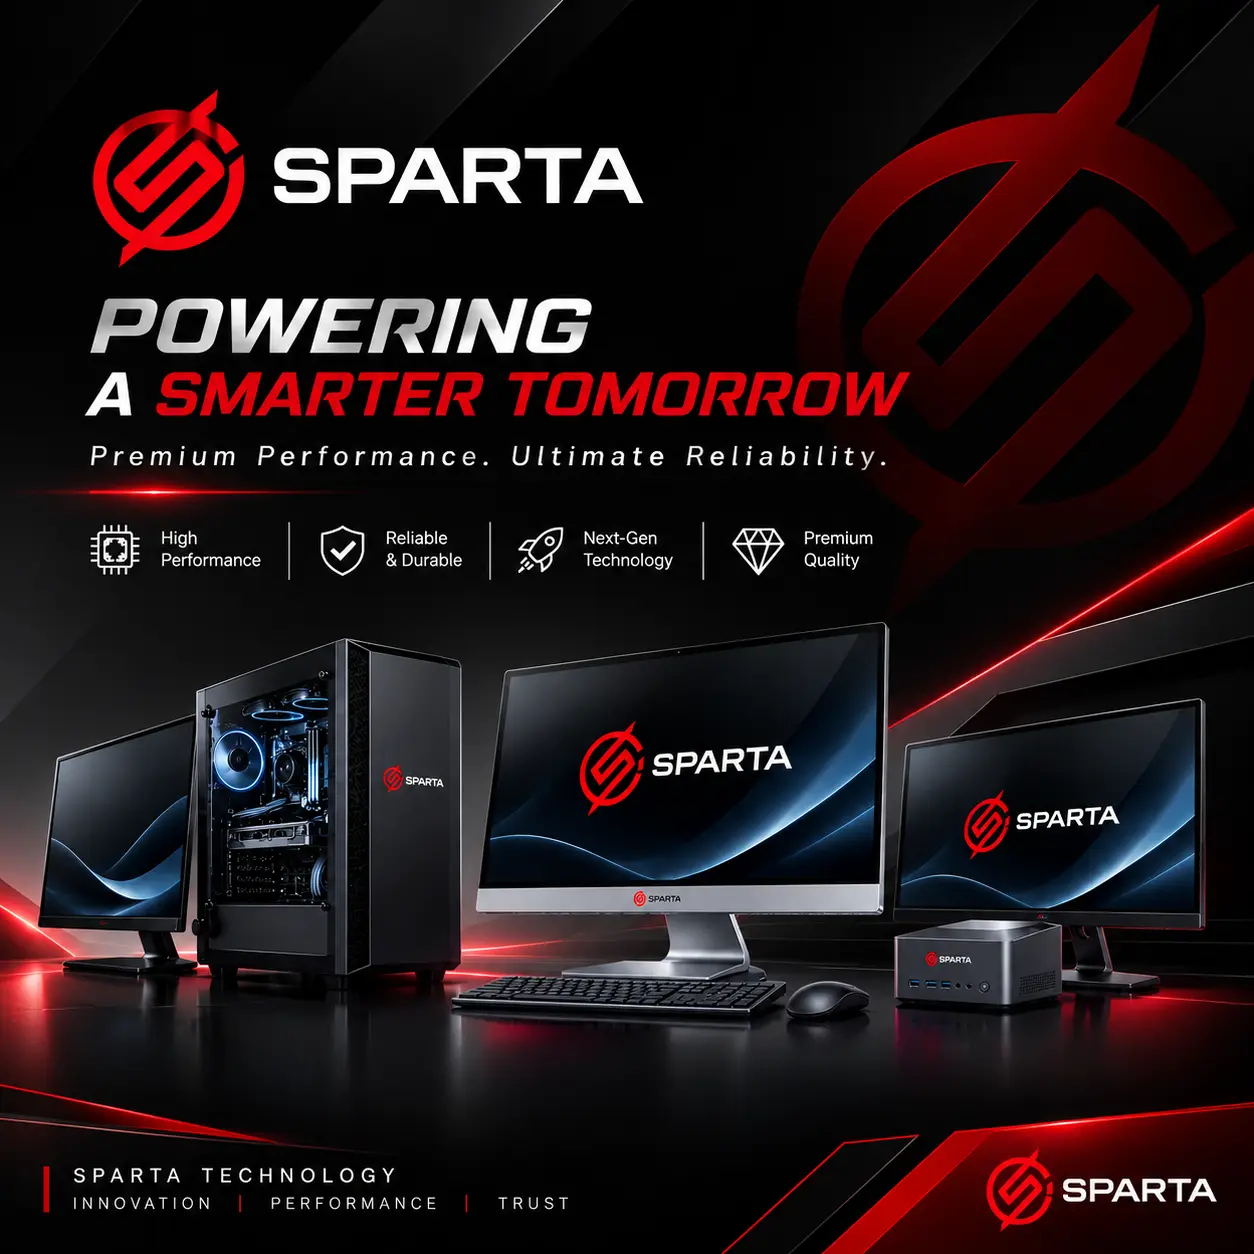 SPARTA
POWERING
A SMARTER TOMORROW
Premium Performance. Ultimate Reliability.
High
Performance
Reliable
& Durable
Next-Gen
Technology
Premium
Quality
SPARTA
SPARTA
SPARTA
SPARTA
SPARTA
SPARTA TECHNOLOGY
INNOVATION | PERFORMANCE | TRUST
SPARTA